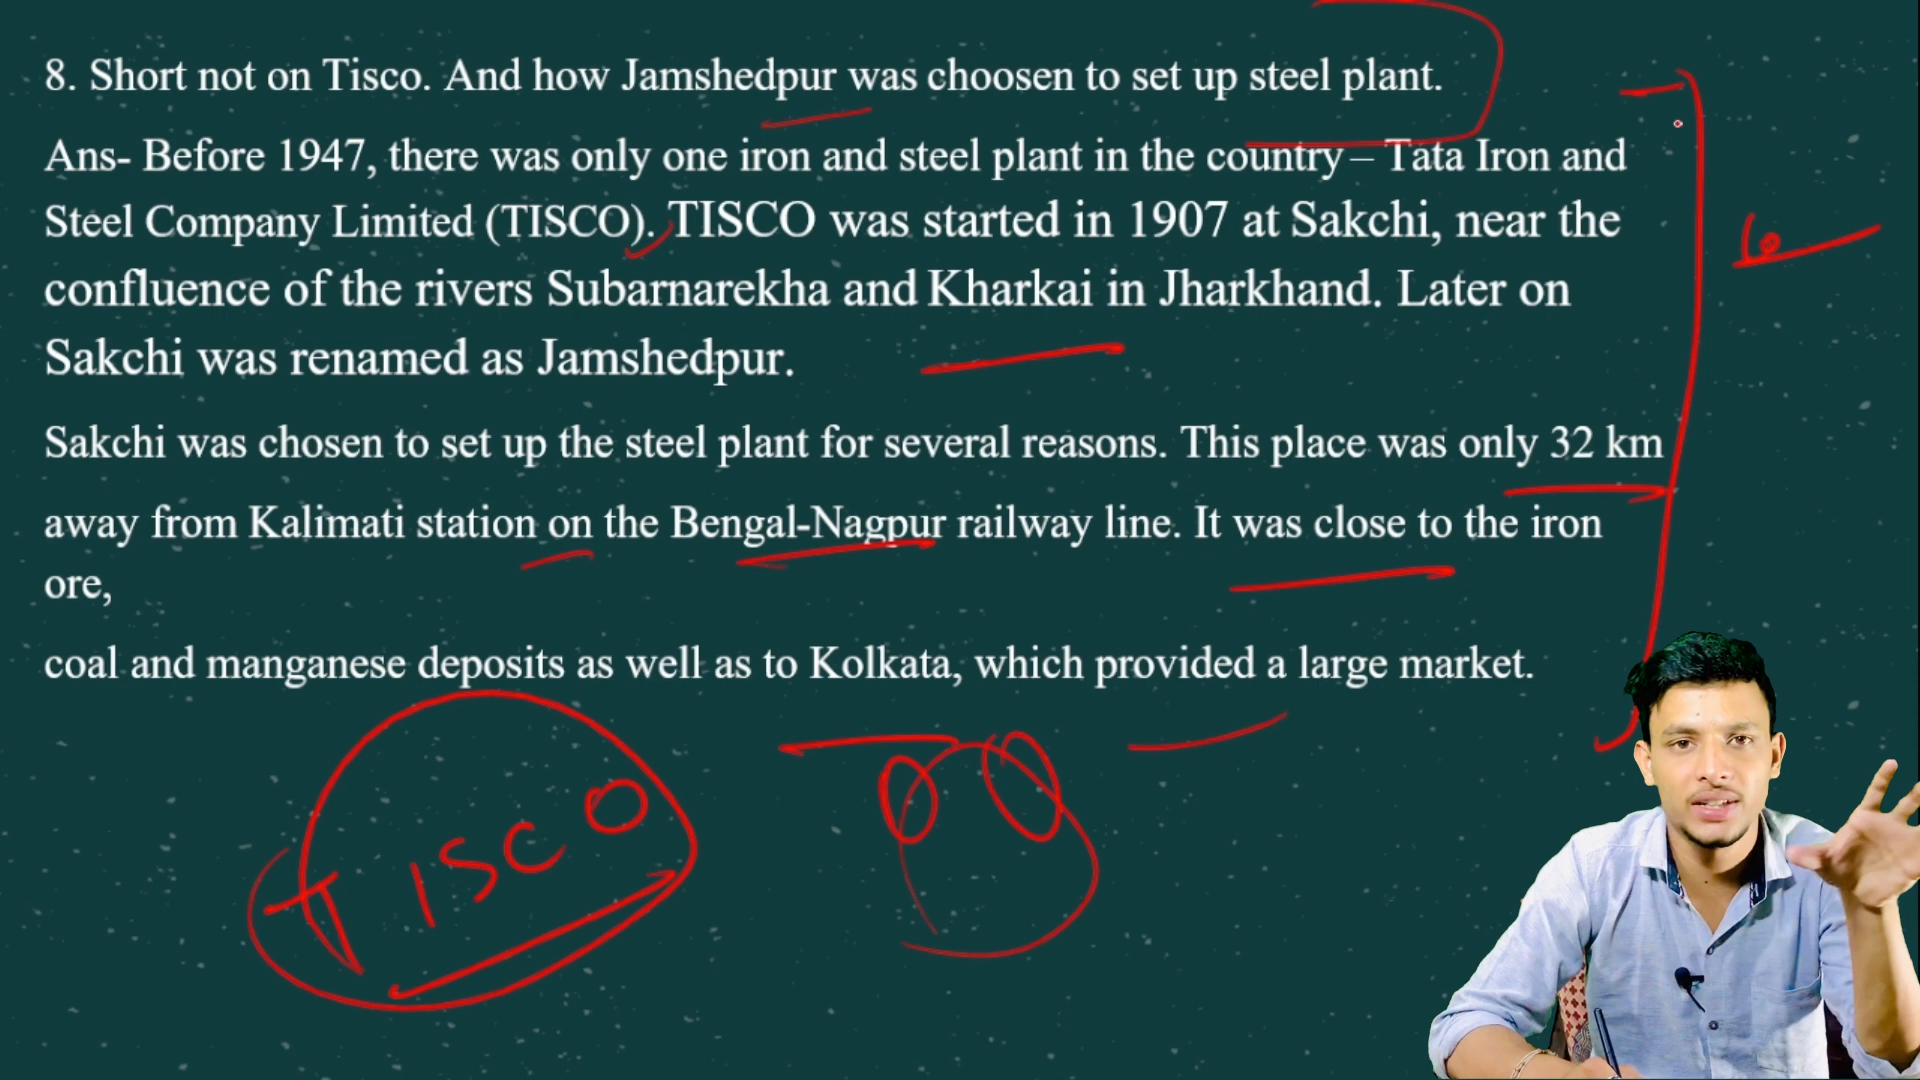 8. Short not on Tisco. And how Jamshedpur was choosen to set up steel plant.
Ans- Before 1947, there was only one iron and steel plant in the country – Tata Iron and
Steel Company Limited (TISCO). TISCO was started in 1907 at Sakchi, near the
confluence of the rivers Subarnarekha and Kharkai in Jharkhand. Later on
Sakchi was renamed as Jamshedpur.
Sakchi was chosen to set up the steel plant for several reasons. This place was only 32 km
away from Kalimati station on the Bengal-Nagpur railway line. It was close to the iron
ore,
coal and manganese deposits as well as to Kolkata, which provided a large market.
TISCO